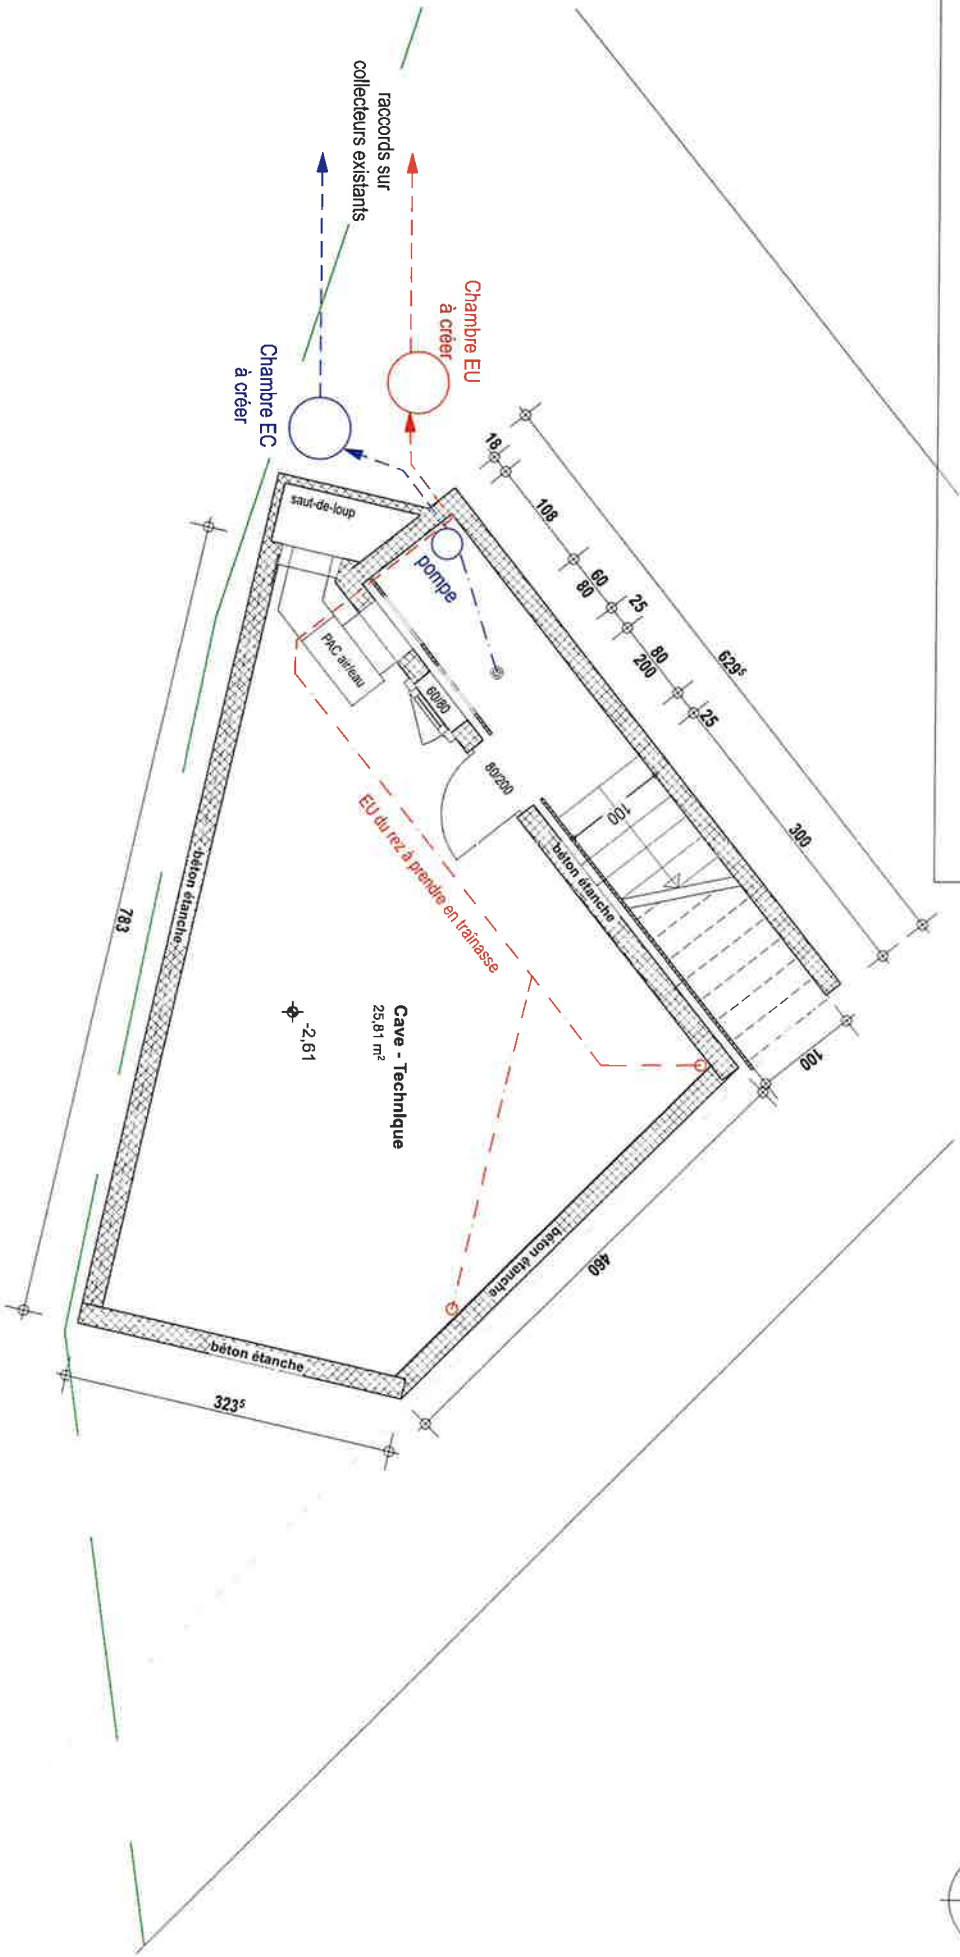 raccords sur
collecteurs existants
Chambre EU
à créer
Chambre EC
à créer
saut-de-loup
pompe
PAC air/eau
60/80
80/200
18
108
60
80
25
80
200
25
629⁵
300
100
100
béton étanche
EU du rez à prendre en traînasse
béton étanche
783
Cave - Technique
25,81 m²
-2,61
béton étanche
460
béton étanche
323⁵